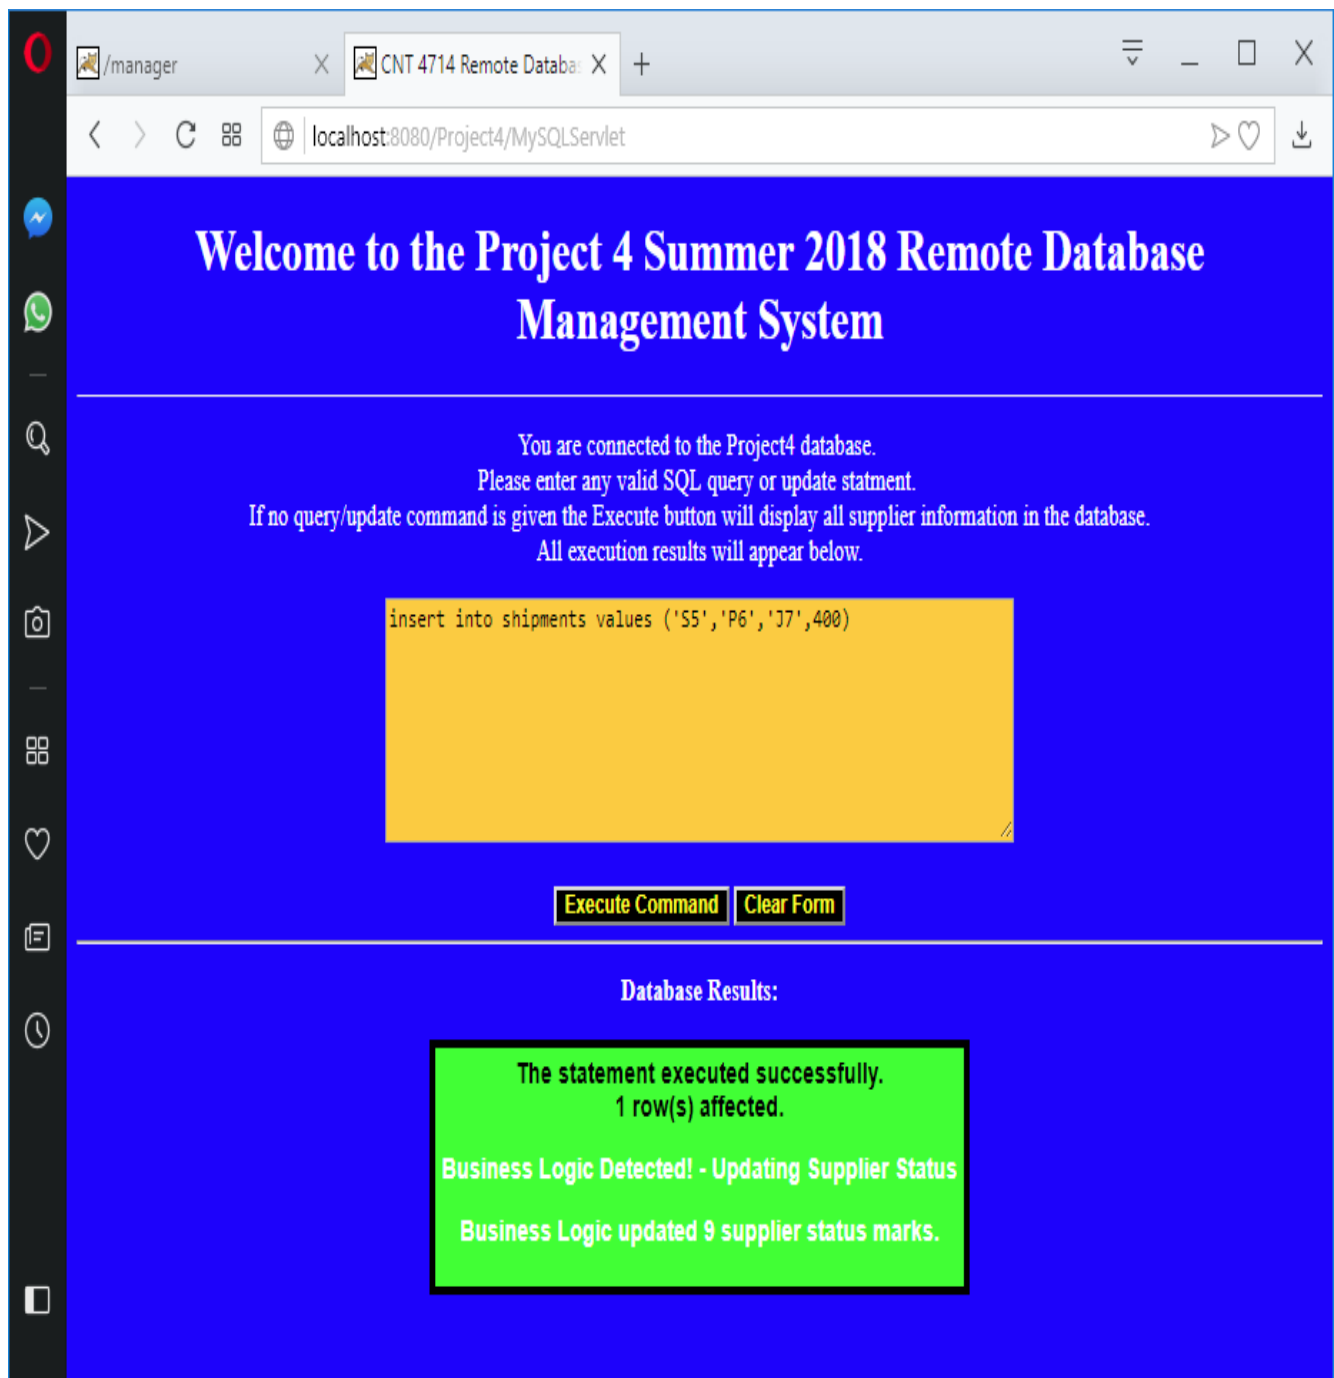 /manager
CNT 4714 Remote Databa
localhost:8080/Project4/MySQLServlet
Welcome to the Project 4 Summer 2018 Remote Database
Management System
You are connected to the Project4 database.
Please enter any valid SQL query or update statment.
If no query/update command is given the Execute button will display all supplier information in the database.
All execution results will appear below.
insert into shipments values ('S5','P6','J7',400)
Execute Command Clear Form
Database Results:
The statement executed successfully.
1 row(s) affected.
Business Logic Detected! - Updating Supplier Status
Business Logic updated 9 supplier status marks.